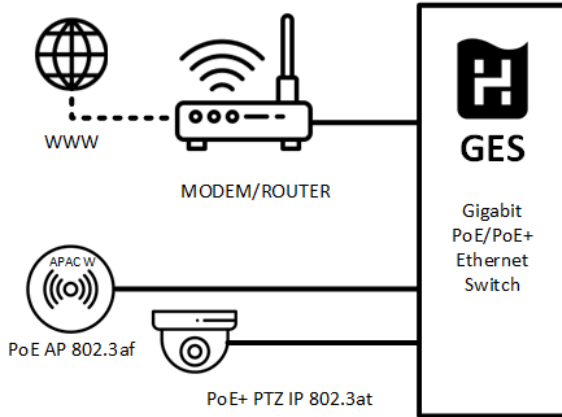 WWW
MODEM/ROUTER
GES
Gigabit
PoE/PoE+
Ethernet
Switch
APAC W
PoE AP 802.3af
PoE+ PTZ IP 802.3at